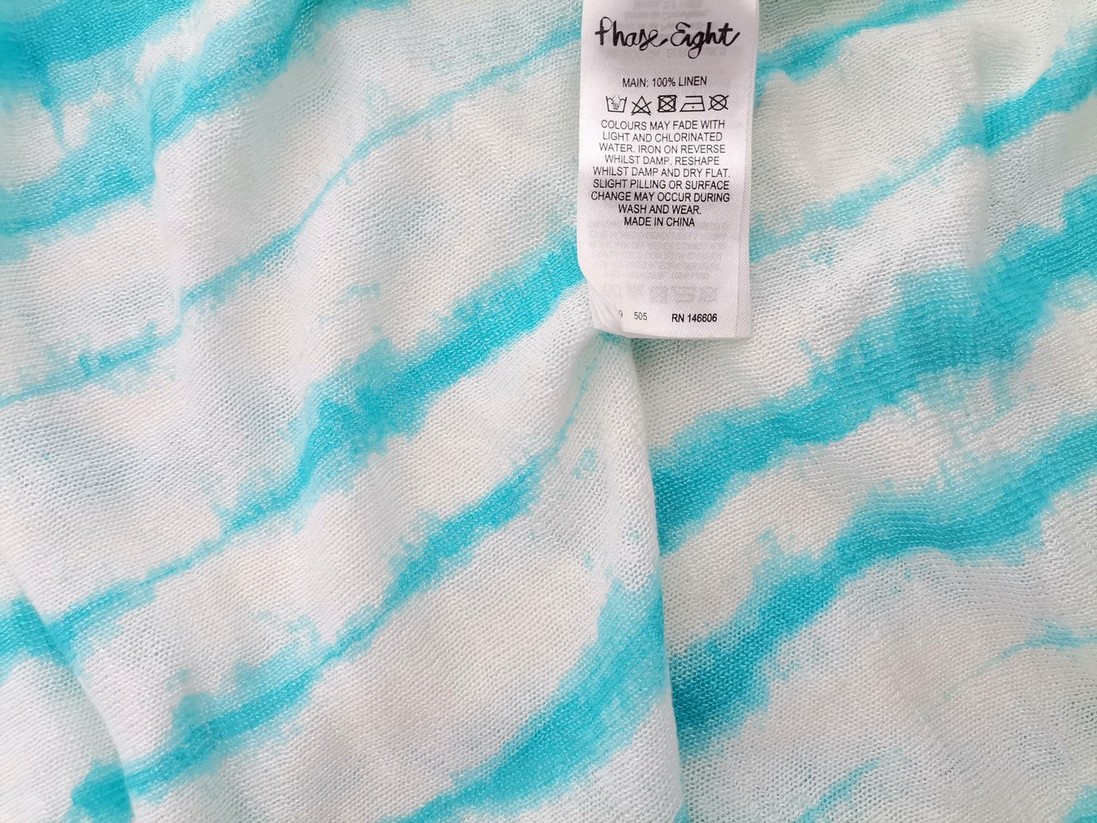 Phase Eight
MAIN: 100% LINEN
COLOURS MAY FADE WITH
LIGHT AND CHLORINATED
WATER. IRON ON REVERSE
WHILST DAMP. RESHAPE
WHILST DAMP AND DRY FLAT.
SLIGHT PILLING OR SURFACE
CHANGE MAY OCCUR DURING
WASH AND WEAR.
MADE IN CHINA
9 505 RN 146606